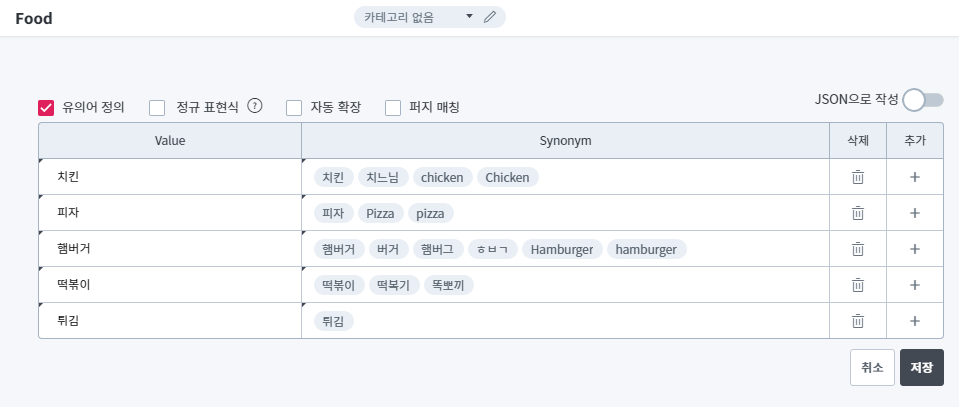 Food 카테고리 없음
유의어 정의 정규 표현식 ? 자동 확장 퍼지 매칭 JSON으로 작성
Value Synonym 삭제 추가
치킨 치킨 치느님 chicken Chicken
피자 피자 Pizza pizza
햄버거 햄버거 버거 햄버그 ㅎㅂㄱ Hamburger hamburger
떡볶이 떡볶이 떡복기 똑뽀끼
튀김 튀김
취소 저장